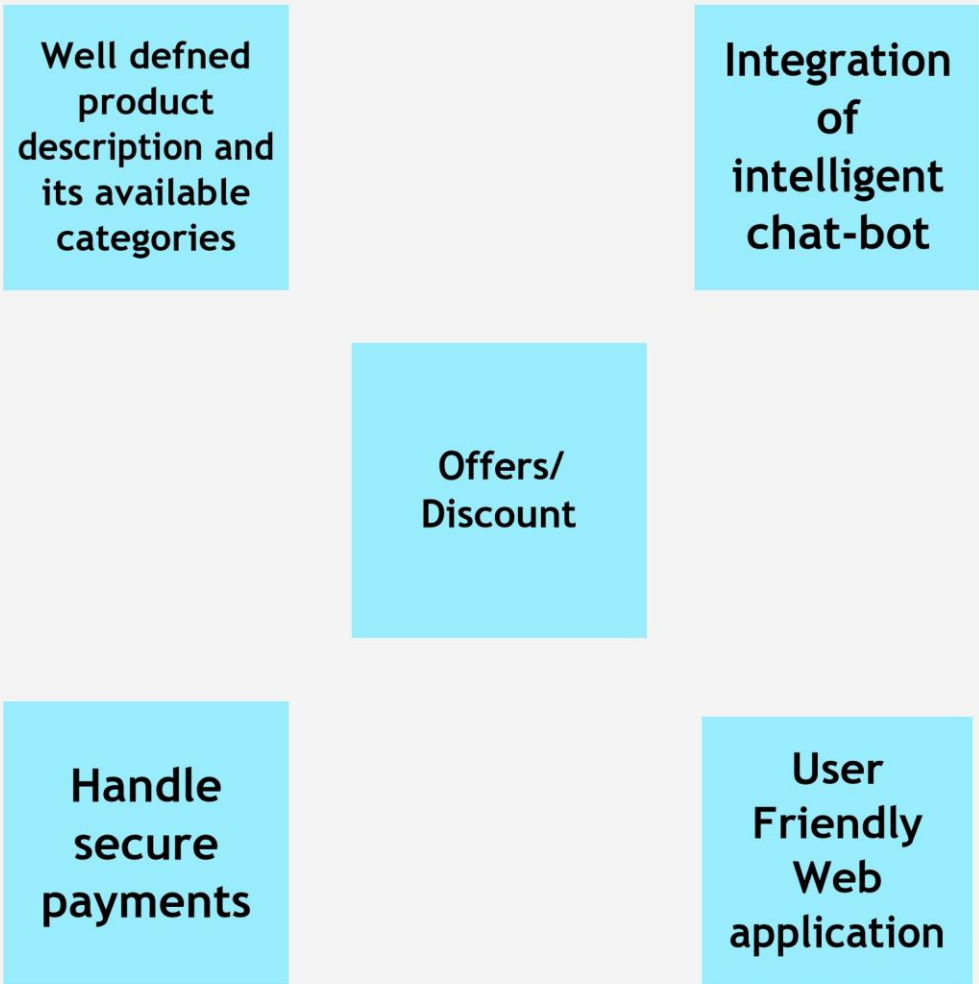 Well defned
product
description and
its available
categories
Integration
of
intelligent
chat-bot
Offers/
Discount
Handle
secure
payments
User
Friendly
Web
application